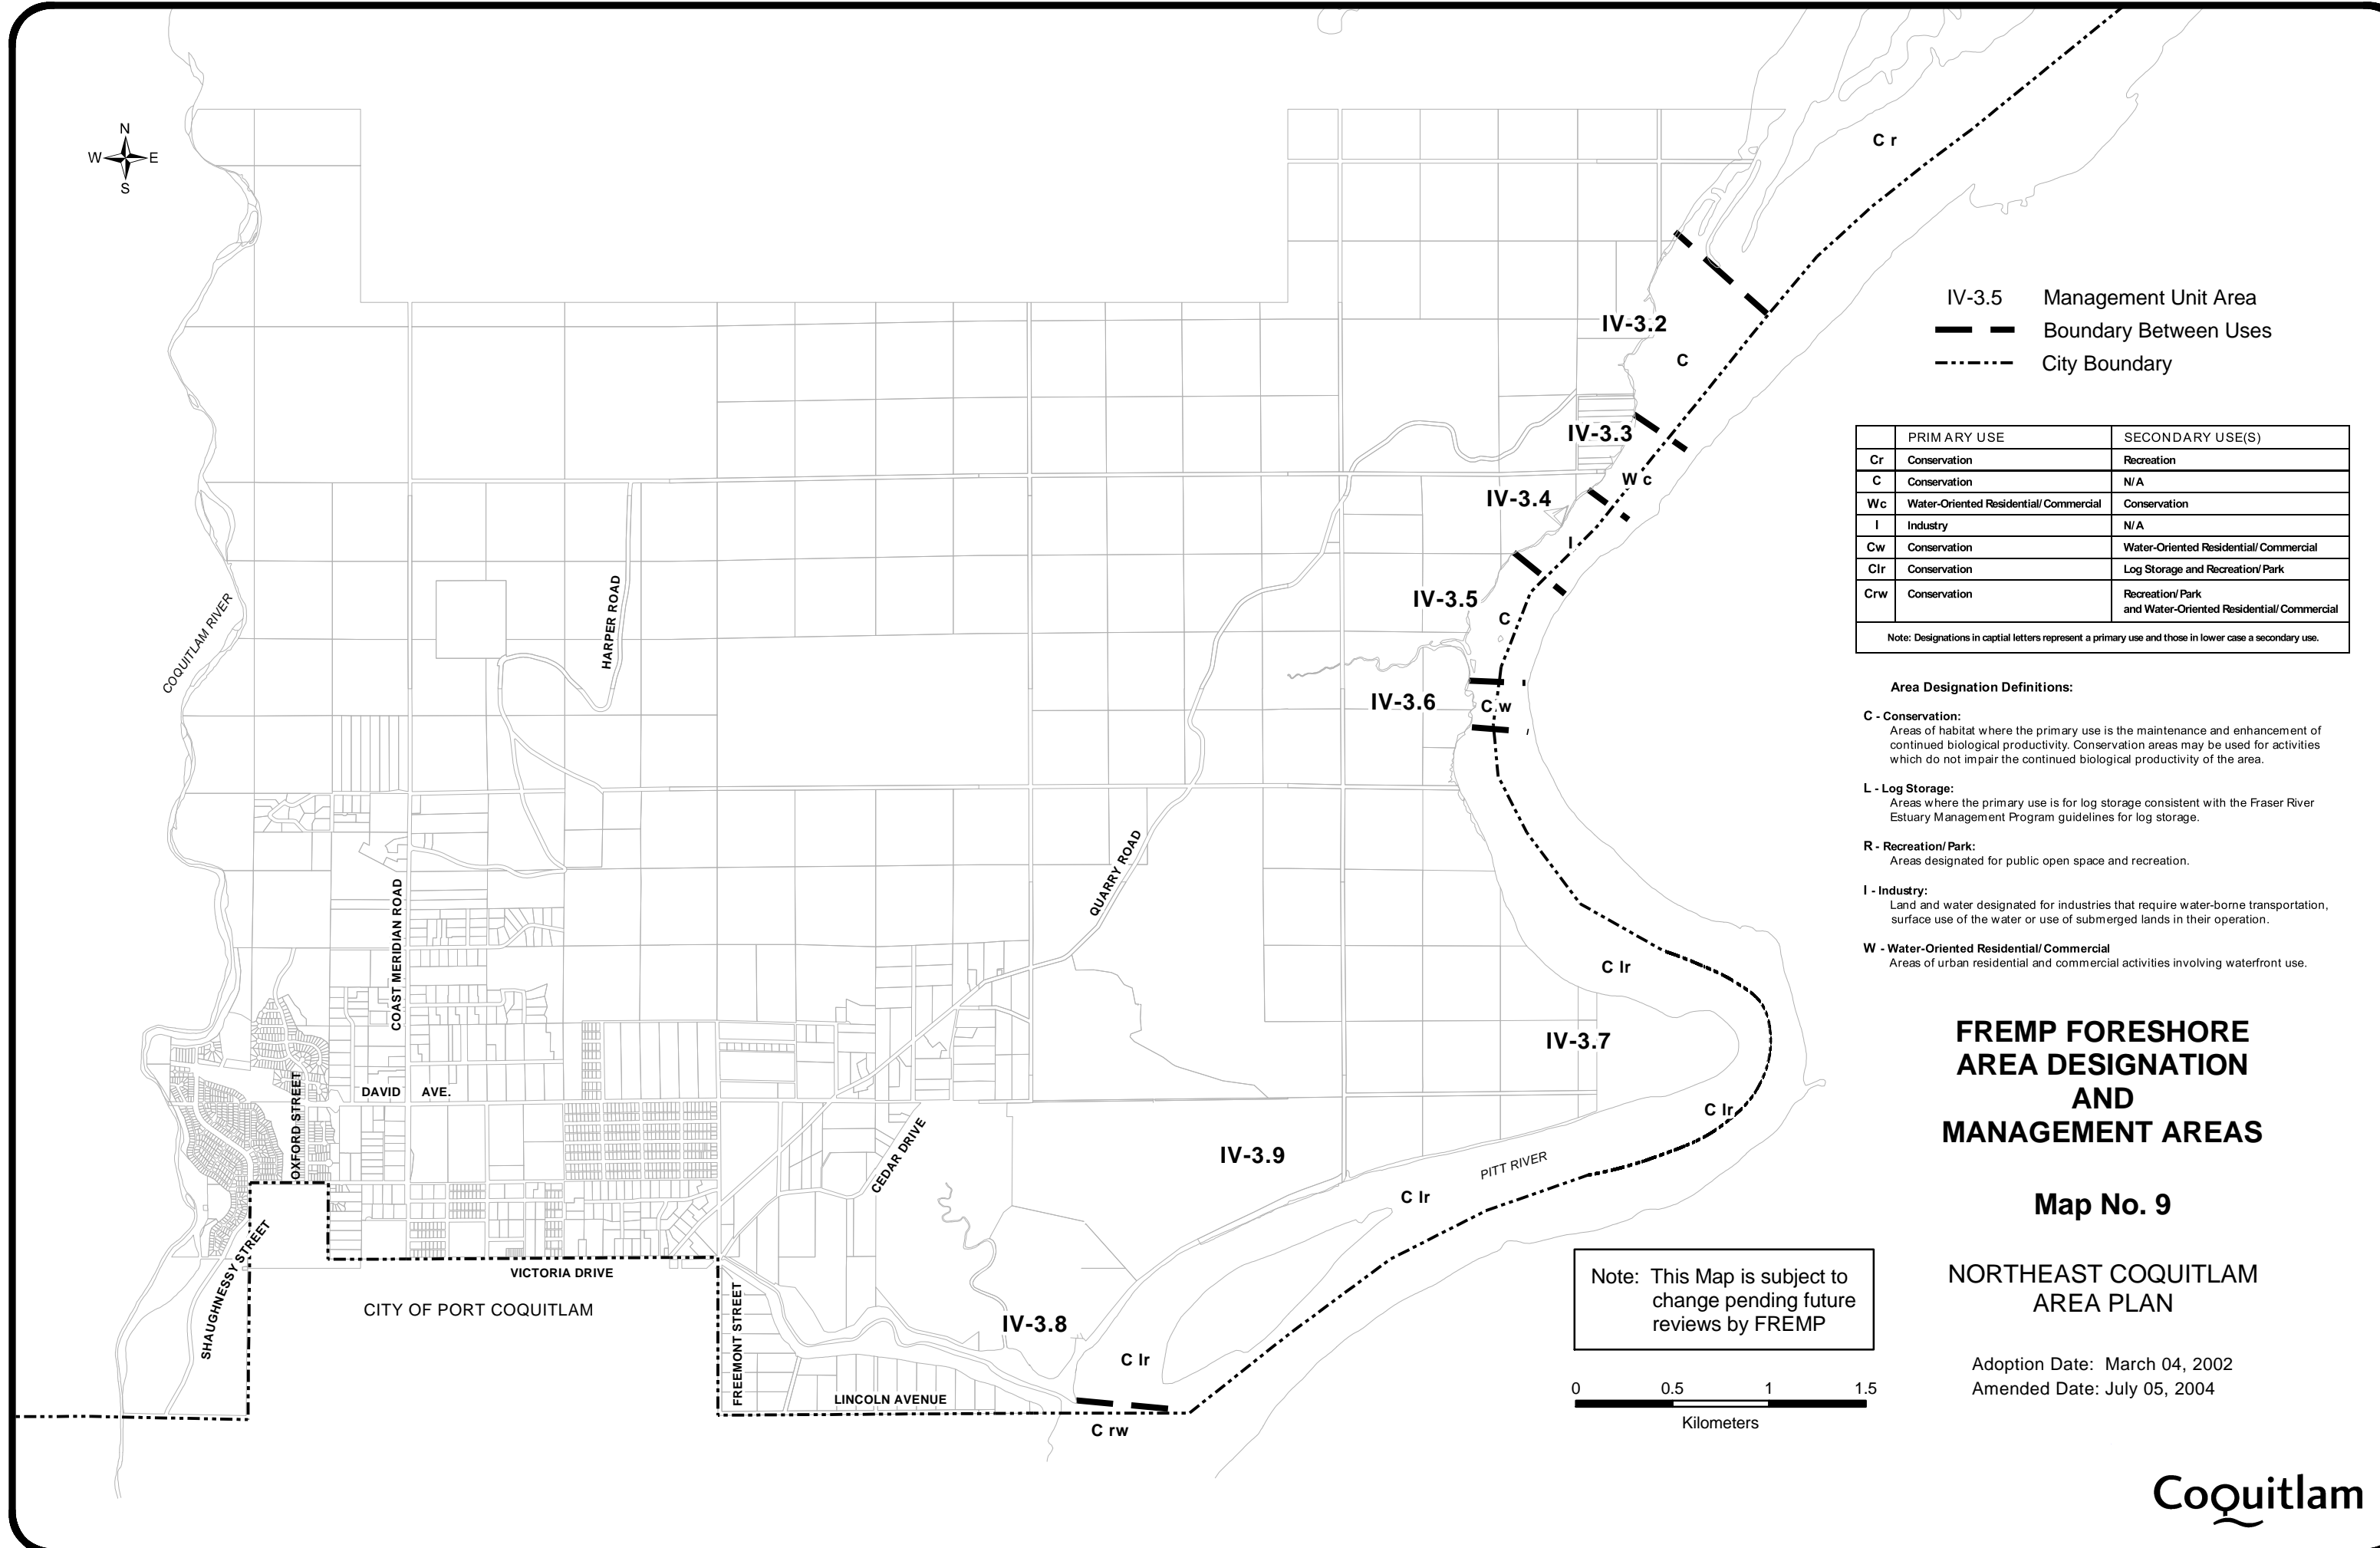 N
W E
S
C r
IV-3.5 Management Unit Area
Boundary Between Uses
City Boundary
IV-3.2
C
IV-3.3
W c
IV-3.4
I
IV-3.5
C
IV-3.6
C w
PRIMARY USE SECONDARY USE(S)
Cr Conservation Recreation
C Conservation N/A
Wc Water-Oriented Residential/Commercial Conservation
I Industry N/A
Cw Conservation Water-Oriented Residential/Commercial
Clr Conservation Log Storage and Recreation/Park
Crw Conservation Recreation/Park
and Water-Oriented Residential/Commercial
Note: Designations in captial letters represent a primary use and those in lower case a secondary use.
Area Designation Definitions:
C - Conservation:
Areas of habitat where the primary use is the maintenance and enhancement of
continued biological productivity. Conservation areas may be used for activities
which do not impair the continued biological productivity of the area.
L - Log Storage:
Areas where the primary use is for log storage consistent with the Fraser River
Estuary Management Program guidelines for log storage.
R - Recreation/Park:
Areas designated for public open space and recreation.
I - Industry:
Land and water designated for industries that require water-borne transportation,
surface use of the water or use of submerged lands in their operation.
W - Water-Oriented Residential/Commercial
Areas of urban residential and commercial activities involving waterfront use.
COQUITLAM RIVER
HARPER ROAD
QUARRY ROAD
COAST MERIDIAN ROAD
C lr
IV-3.7
OXFORD STREET
DAVID AVE.
C lr
CEDAR DRIVE
IV-3.9
PITT RIVER
C lr
SHAUGHNESSY STREET
VICTORIA DRIVE
CITY OF PORT COQUITLAM
FREEMONT STREET
IV-3.8
C lr
LINCOLN AVENUE
C rw
FREMP FORESHORE
AREA DESIGNATION
AND
MANAGEMENT AREAS
Map No. 9
NORTHEAST COQUITLAM
AREA PLAN
Note: This Map is subject to
change pending future
reviews by FREMP
0 0.5 1 1.5
Kilometers
Adoption Date: March 04, 2002
Amended Date: July 05, 2004
Coquitlam